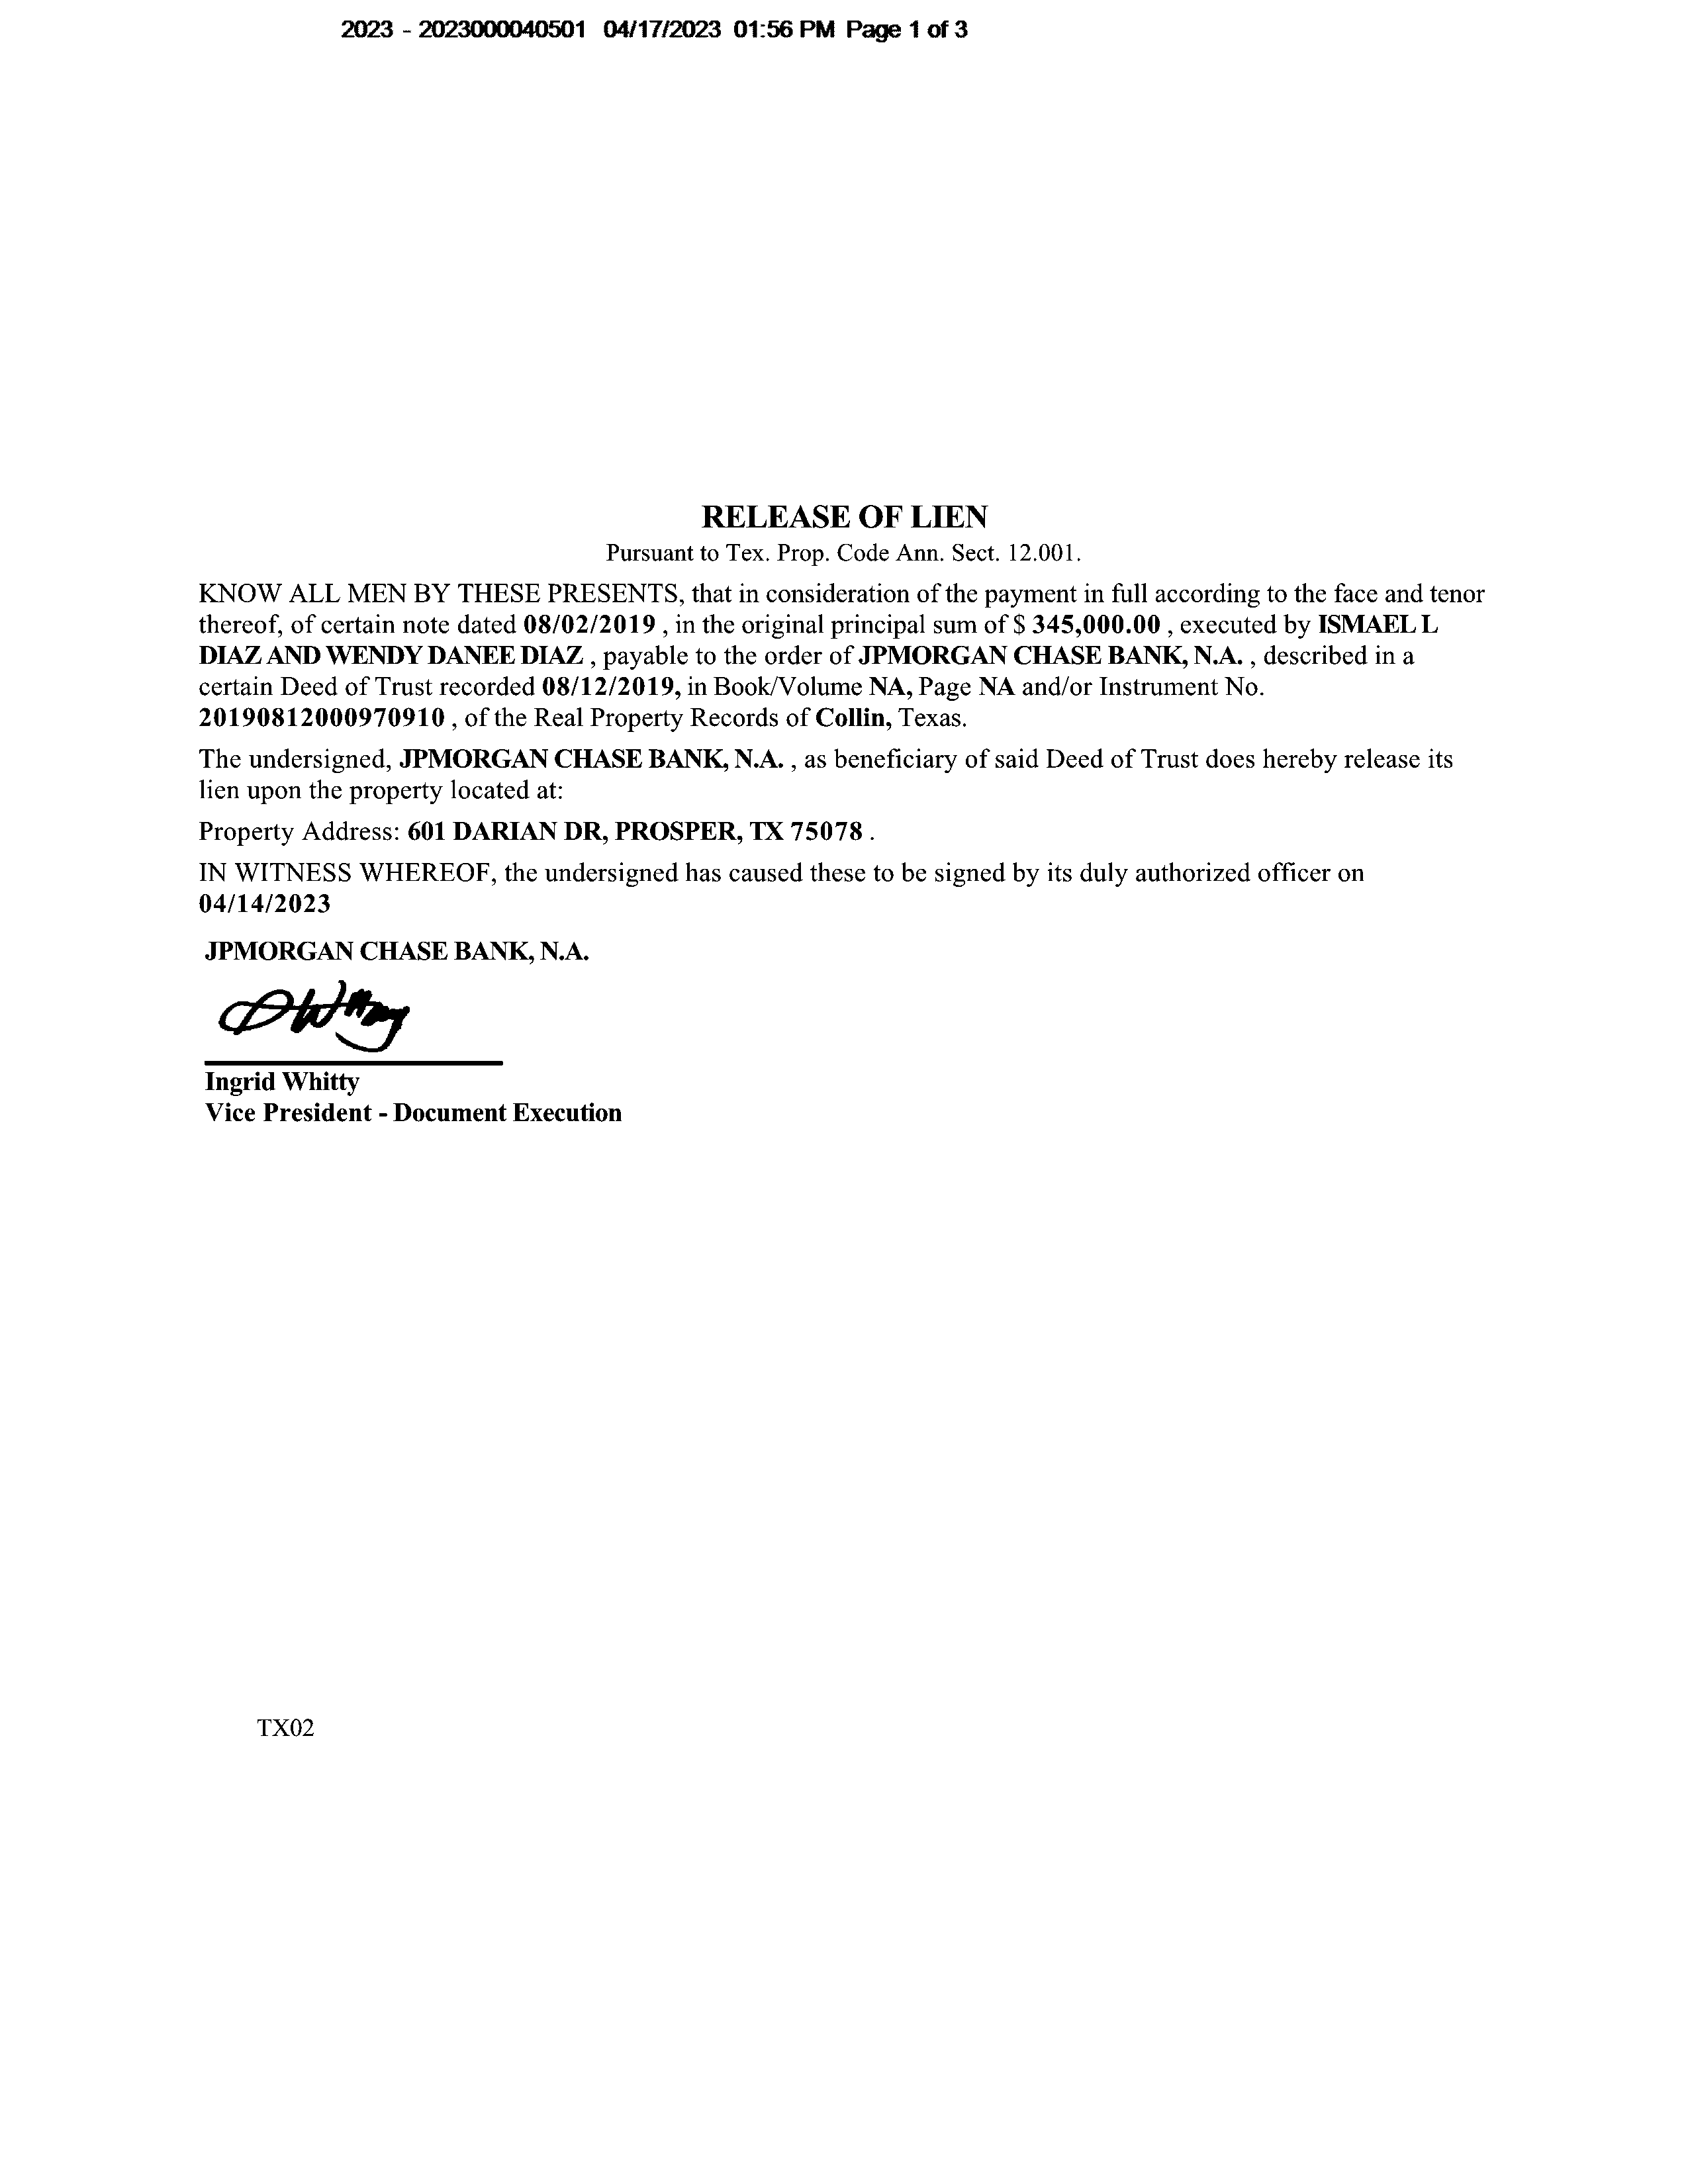 2023 - 2023000040501 04/17/2023 01:56 PM Page 1 of 3
RELEASE OF LIEN
Pursuant to Tex. Prop. Code Ann. Sect. 12.001.
KNOW ALL MEN BY THESE PRESENTS, that in consideration of the payment in full according to the face and tenor
thereof, of certain note dated 08/02/2019 , in the original principal sum of $ 345,000.00 , executed by ISMAEL L
DIAZ AND WENDY DANEE DIAZ , payable to the order of JPMORGAN CHASE BANK, N.A. , described in a
certain Deed of Trust recorded 08/12/2019, in Book/Volume NA, Page NA and/or Instrument No.
20190812000970910 , of the Real Property Records of Collin, Texas.
The undersigned, JPMORGAN CHASE BANK, N.A. , as beneficiary of said Deed of Trust does hereby release its
lien upon the property located at:
Property Address: 601 DARIAN DR, PROSPER, TX 75078 .
IN WITNESS WHEREOF, the undersigned has caused these to be signed by its duly authorized officer on
04/14/2023
JPMORGAN CHASE BANK, N.A.
Ingrid Whitty
Vice President - Document Execution
TX02